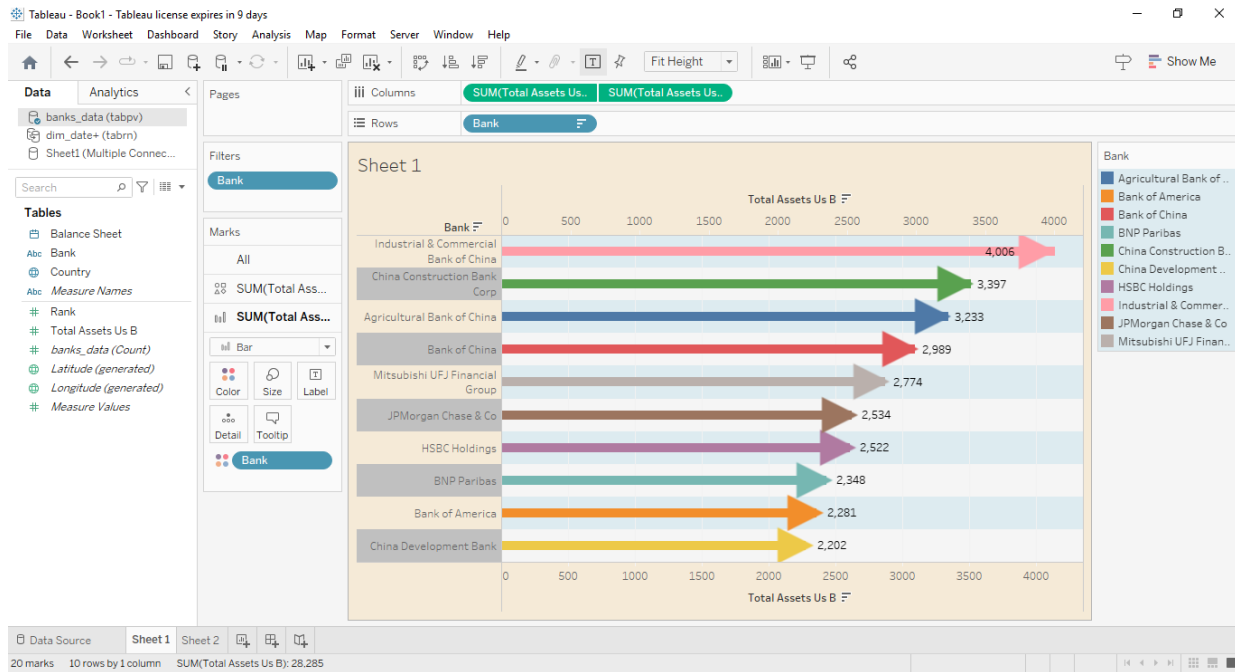 Tableau - Book1 - Tableau license expires in 9 days
File Data Worksheet Dashboard Story Analysis Map Format Server Window Help
Fit Height
Show Me
Data Analytics
banks_data (tabpv)
dim_date+ (tabrn)
Sheet1 (Multiple Connec...
Search
Tables
Balance Sheet
Abc Bank
Country
Abc Measure Names
Rank
Total Assets Us B
banks_data (Count)
Latitude (generated)
Longitude (generated)
Measure Values
Pages
Filters
Bank
Marks
All
SUM(Total Ass...
SUM(Total Ass...
Bar
Color Size Label
Detail Tooltip
Bank
Columns SUM(Total Assets Us.. SUM(Total Assets Us..
Rows Bank
Sheet 1
Total Assets Us B
Bank 0 500 1000 1500 2000 2500 3000 3500 4000
Industrial & Commercial
Bank of China
4,006
China Construction Bank
Corp
3,397
Agricultural Bank of China 3,233
Bank of China 2,989
Mitsubishi UFJ Financial
Group
2,774
JPMorgan Chase & Co 2,534
HSBC Holdings 2,522
BNP Paribas 2,348
Bank of America 2,281
China Development Bank 2,202
0 500 1000 1500 2000 2500 3000 3500 4000
Total Assets Us B
Bank
Agricultural Bank of ..
Bank of America
Bank of China
BNP Paribas
China Construction B..
China Development ..
HSBC Holdings
Industrial & Commer..
JPMorgan Chase & Co
Mitsubishi UFJ Finan..
Data Source Sheet 1 Sheet 2
20 marks 10 rows by 1 column SUM(Total Assets Us B): 28,285